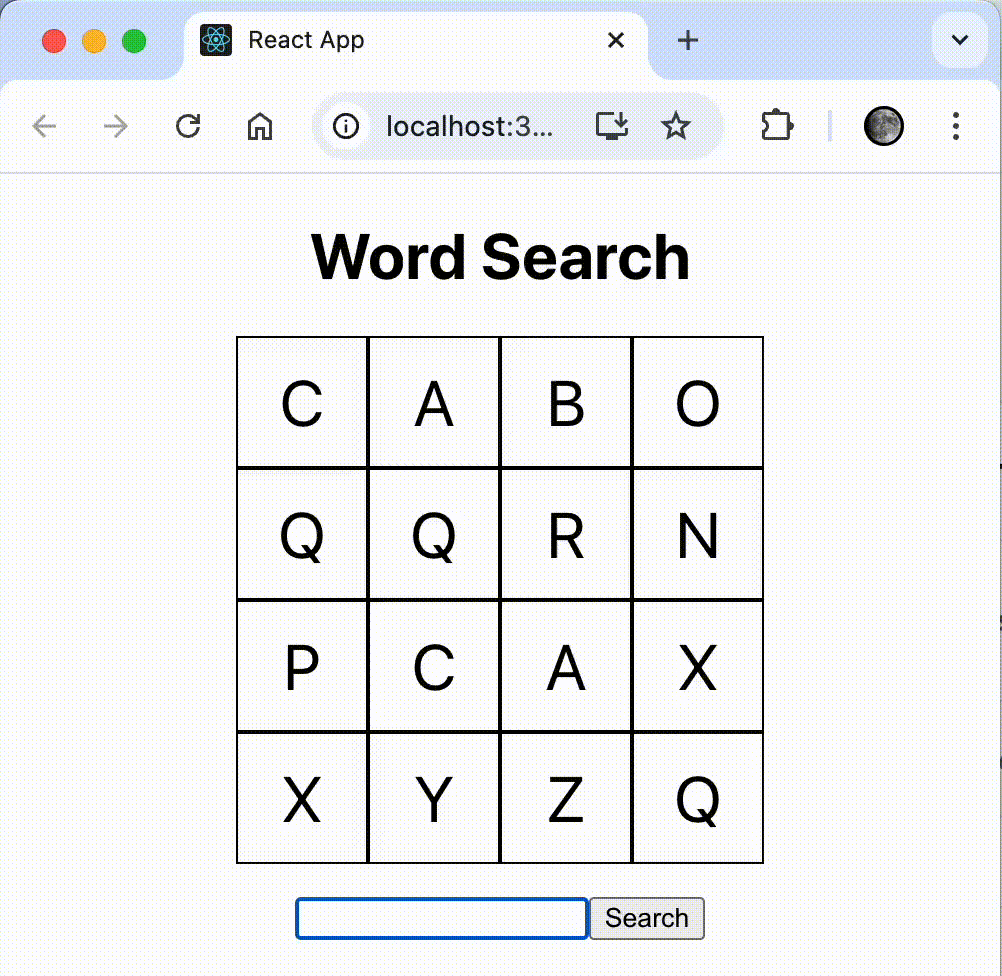 React App
localhost:3...
Word Search
C A B O
Q Q R N
P C A X
X Y Z Q
Search